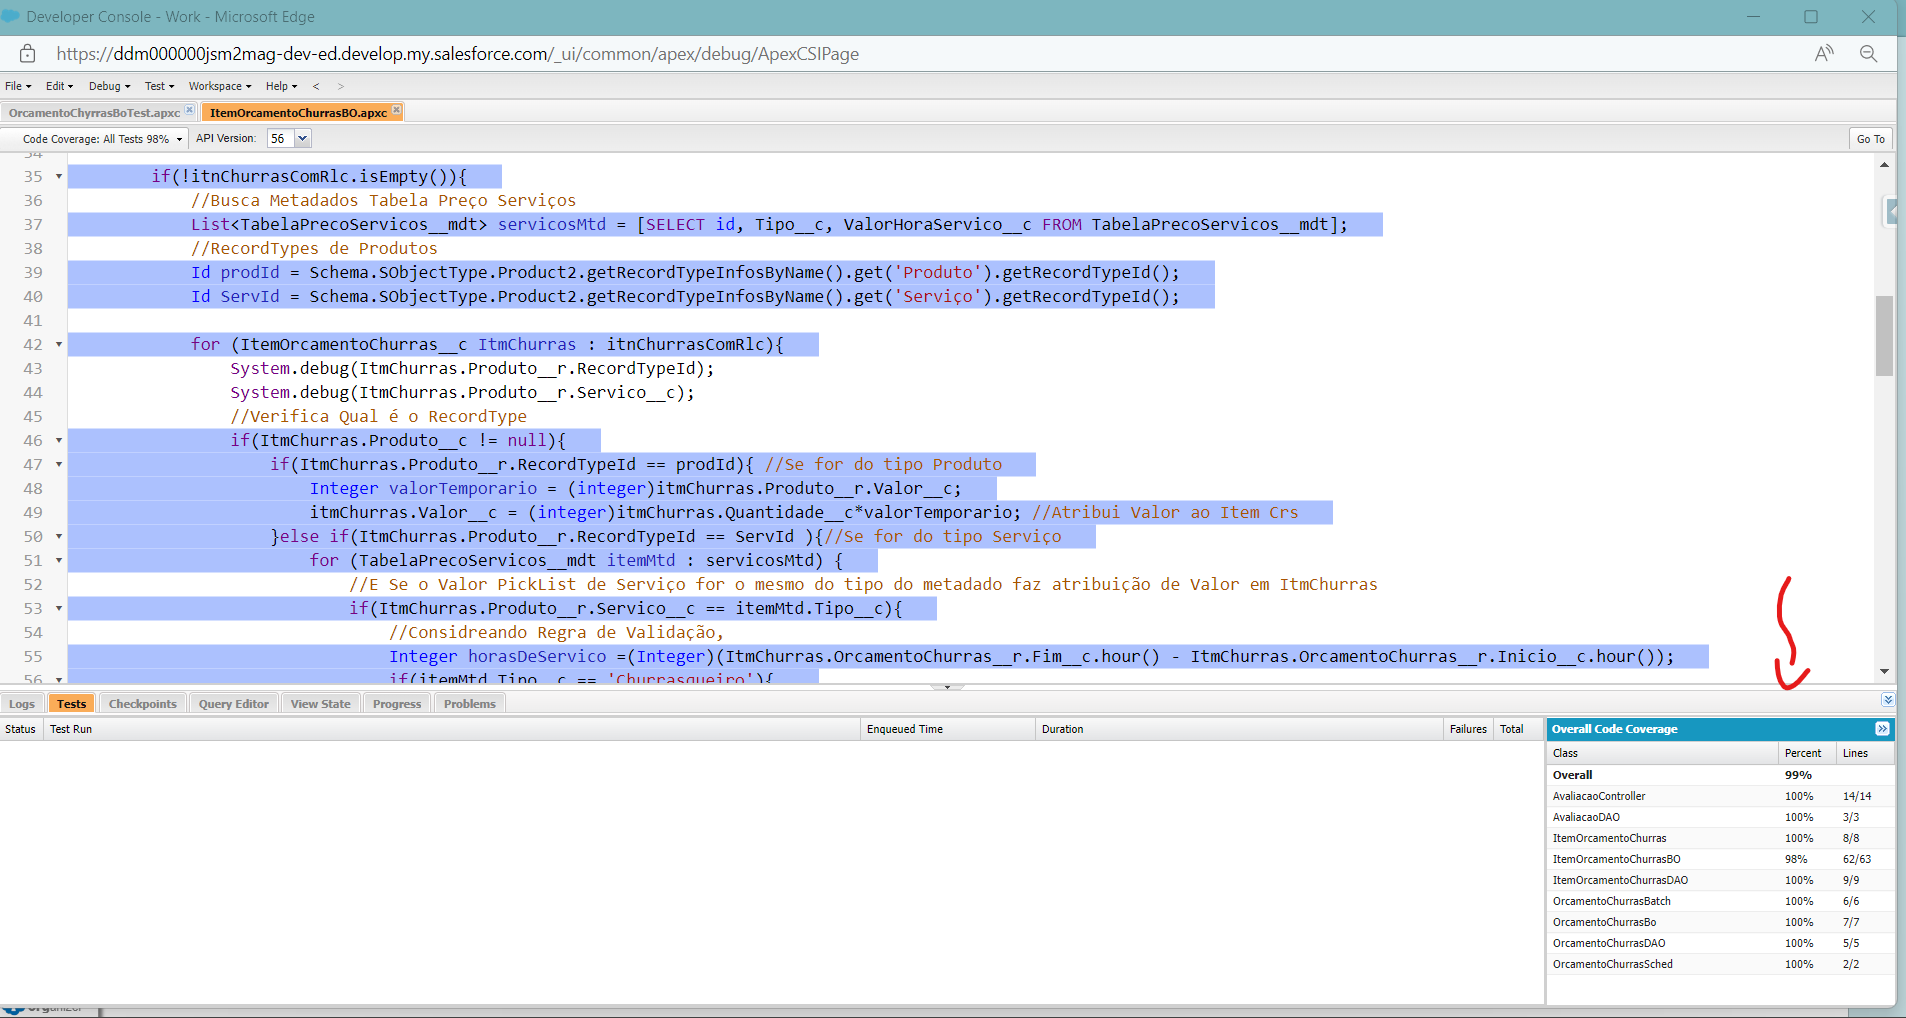 Developer Console - Work - Microsoft Edge
https://ddm000000jsm2mag-dev-ed.develop.my.salesforce.com/_ui/common/apex/debug/ApexCSIPage
File Edit Debug Test Workspace Help < >
OrcamentoChyrrasBoTest.apxc ItemOrcamentoChurrasBO.apxc
Code Coverage: All Tests 98% API Version: 56 Go To
34
35 if(!itnChurrasComRlc.isEmpty()){
36 //Busca Metadados Tabela Preço Serviços
37 List<TabelaPrecoServicos__mdt> servicosMtd = [SELECT id, Tipo__c, ValorHoraServico__c FROM TabelaPrecoServicos__mdt];
38 //RecordTypes de Produtos
39 Id prodId = Schema.SObjectType.Product2.getRecordTypeInfosByName().get('Produto').getRecordTypeId();
40 Id ServId = Schema.SObjectType.Product2.getRecordTypeInfosByName().get('Serviço').getRecordTypeId();
41
42 for (ItemOrcamentoChurras__c ItmChurras : itnChurrasComRlc){
43 System.debug(ItmChurras.Produto__r.RecordTypeId);
44 System.debug(ItmChurras.Produto__r.Servico__c);
45 //Verifica Qual é o RecordType
46 if(ItmChurras.Produto__c != null){
47 if(ItmChurras.Produto__r.RecordTypeId == prodId){ //Se for do tipo Produto
48 Integer valorTemporario = (integer)itmChurras.Produto__r.Valor__c;
49 itmChurras.Valor__c = (integer)itmChurras.Quantidade__c*valorTemporario; //Atribui Valor ao Item Crs
50 }else if(ItmChurras.Produto__r.RecordTypeId == ServId ){//Se for do tipo Serviço
51 for (TabelaPrecoServicos__mdt itemMtd : servicosMtd) {
52 //E Se o Valor PickList de Serviço for o mesmo do tipo do metadado faz atribuição de Valor em ItmChurras
53 if(ItmChurras.Produto__r.Servico__c == itemMtd.Tipo__c){
54 //Considreando Regra de Validação,
55 Integer horasDeServico =(Integer)(ItmChurras.OrcamentoChurras__r.Fim__c.hour() - ItmChurras.OrcamentoChurras__r.Inicio__c.hour());
56 if(itemMtd.Tipo__c == 'Churrasqueiro'){
Logs Tests Checkpoints Query Editor View State Progress Problems
Status Test Run Enqueued Time Duration Failures Total
Overall Code Coverage
Class Percent Lines
Overall 99%
AvaliacaoController 100% 14/14
AvaliacaoDAO 100% 3/3
ItemOrcamentoChurras 100% 8/8
ItemOrcamentoChurrasBO 98% 62/63
ItemOrcamentoChurrasDAO 100% 9/9
OrcamentoChurrasBatch 100% 6/6
OrcamentoChurrasBo 100% 7/7
OrcamentoChurrasDAO 100% 5/5
OrcamentoChurrasSched 100% 2/2